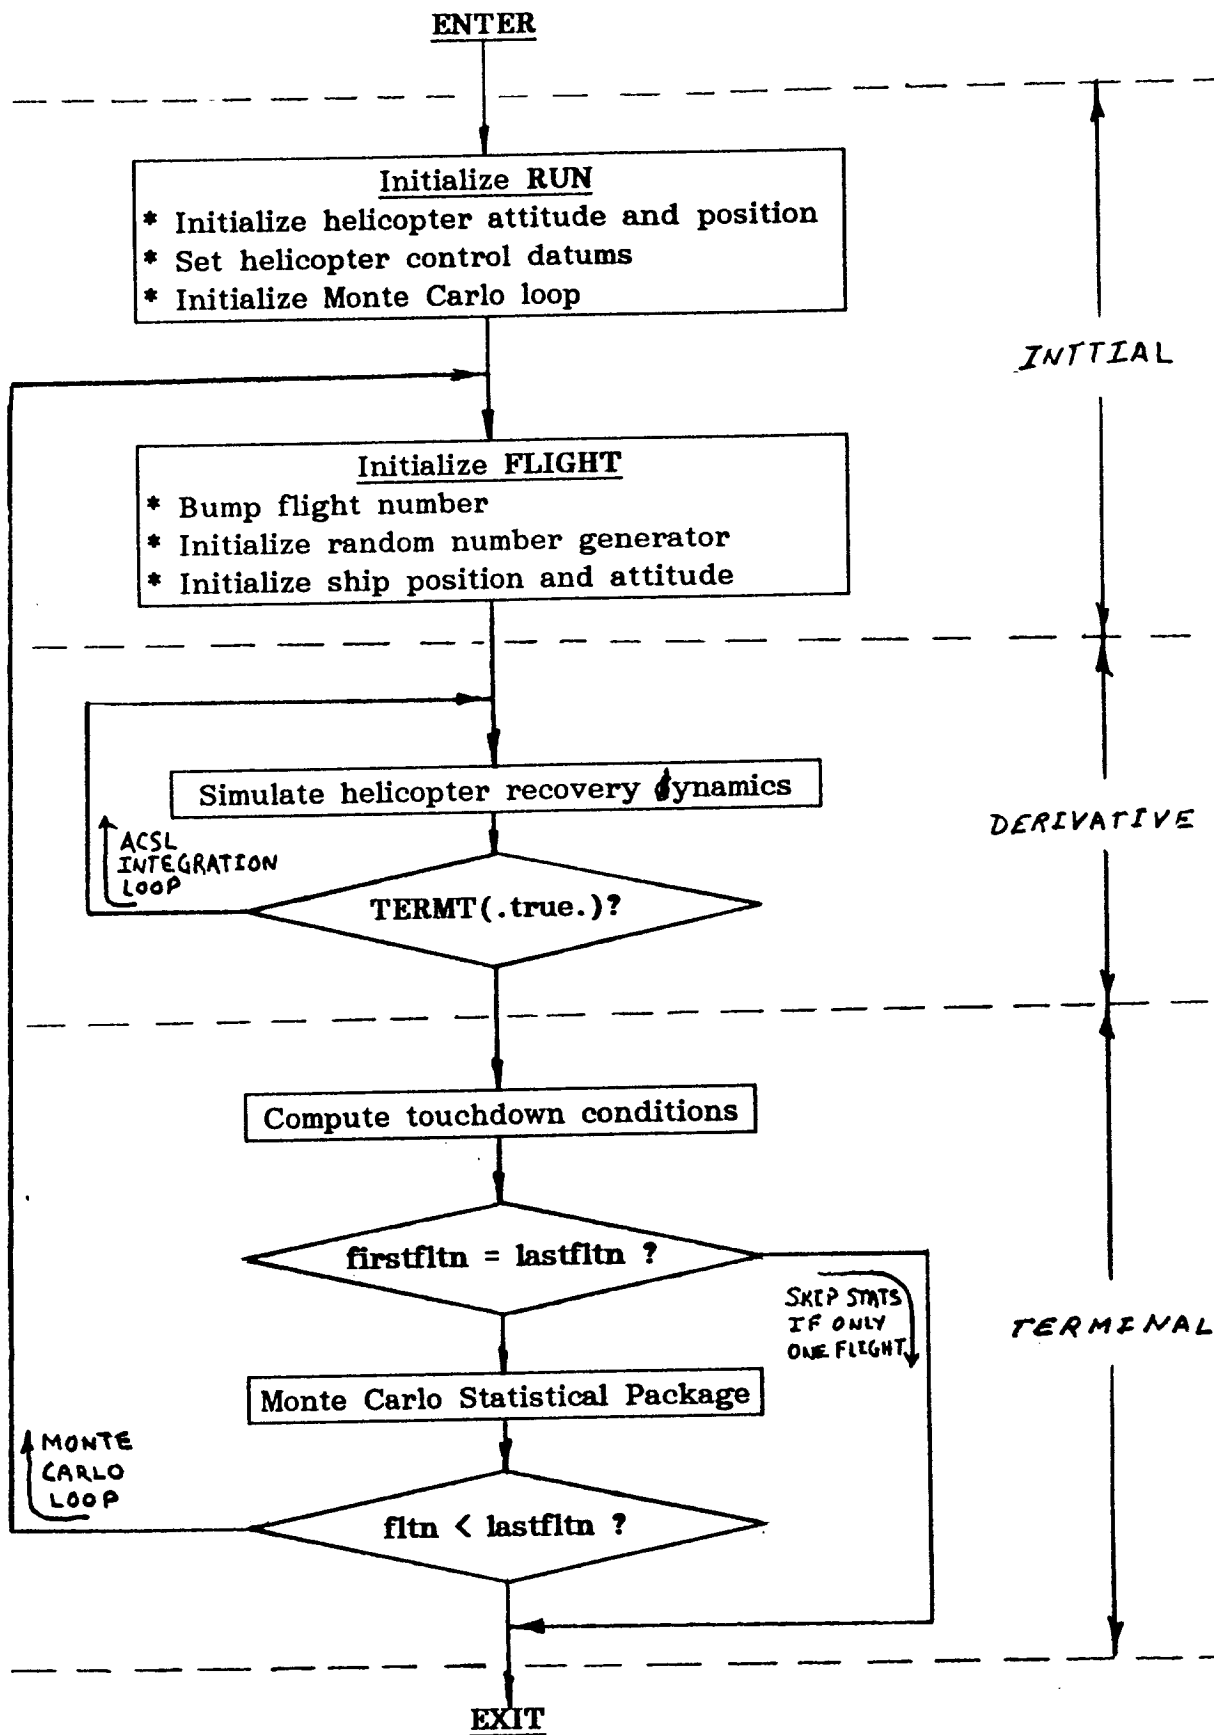 ENTER
Initialize RUN
* Initialize helicopter attitude and position
* Set helicopter control datums
* Initialize Monte Carlo loop
INITIAL
Initialize FLIGHT
* Bump flight number
* Initialize random number generator
* Initialize ship position and attitude
Simulate helicopter recovery dynamics
DERIVATIVE
ACSL
INTEGRATION
LOOP
TERMT(.true.)?
Compute touchdown conditions
firstfltn = lastfltn ?
SKIP STATS
IF ONLY
ONE FLIGHT
TERMINAL
Monte Carlo Statistical Package
MONTE
CARLO
LOOP
fltn < lastfltn ?
EXIT